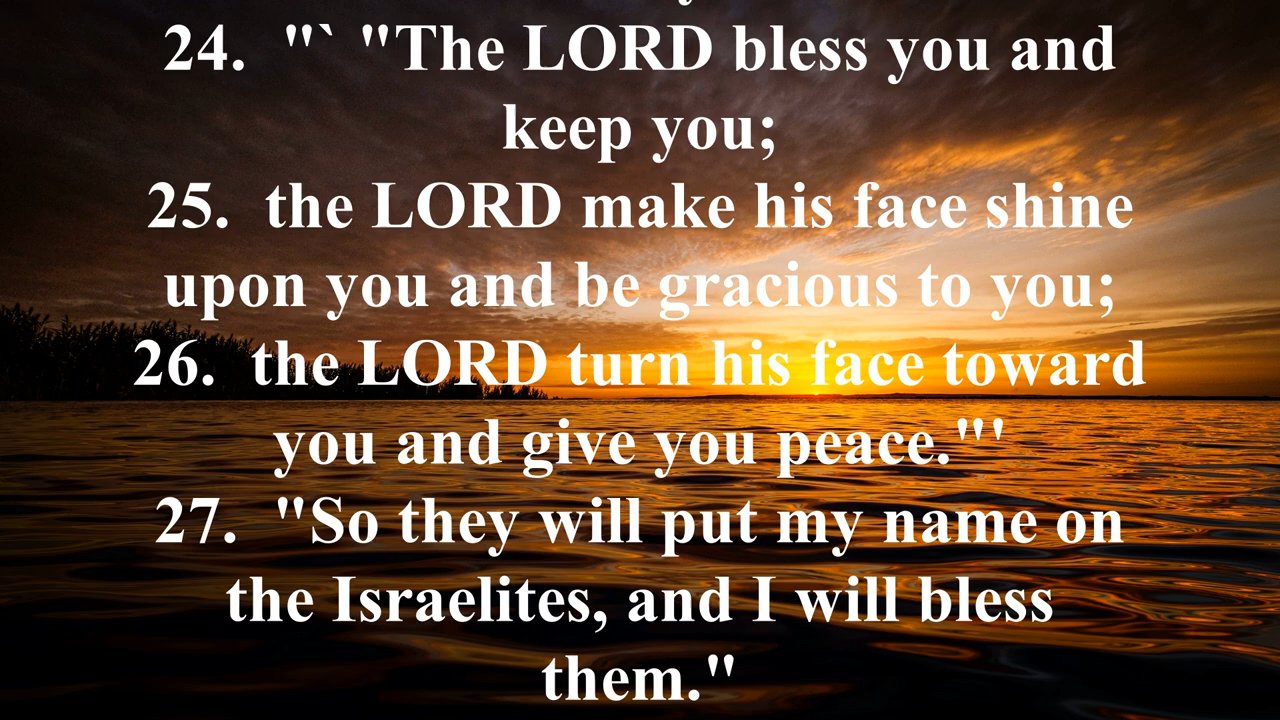 24.  "` "The LORD bless you and
keep you;
25.  the LORD make his face shine
upon you and be gracious to you;
26.  the LORD turn his face toward
you and give you peace."'
27.  "So they will put my name on
the Israelites, and I will bless
them."